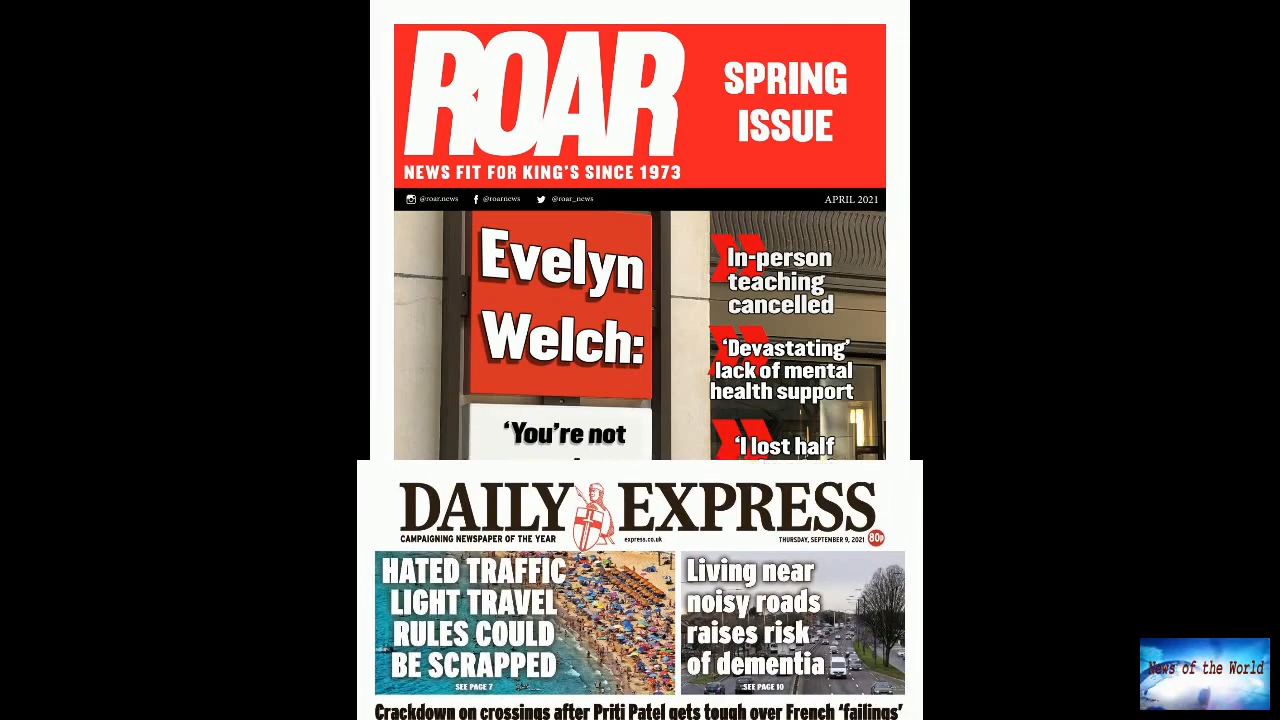 ROAR
SPRING
ISSUE
NEWS FIT FOR KING'S SINCE 1973
@roar.news @roarnews @roar_news
APRIL 2021
Evelyn
Welch:
'You're not
In-person
teaching
cancelled
'Devastating'
lack of mental
health support
'I lost half
DAILY EXPRESS
CAMPAIGNING NEWSPAPER OF THE YEAR
express.co.uk
THURSDAY, SEPTEMBER 9, 2021
80p
HATED TRAFFIC
LIGHT TRAVEL
RULES COULD
BE SCRAPPED
SEE PAGE 7
Living near
noisy roads
raises risk
of dementia
SEE PAGE 10
Crackdown on crossings after Priti Patel gets tough over French 'failings'
News of the World